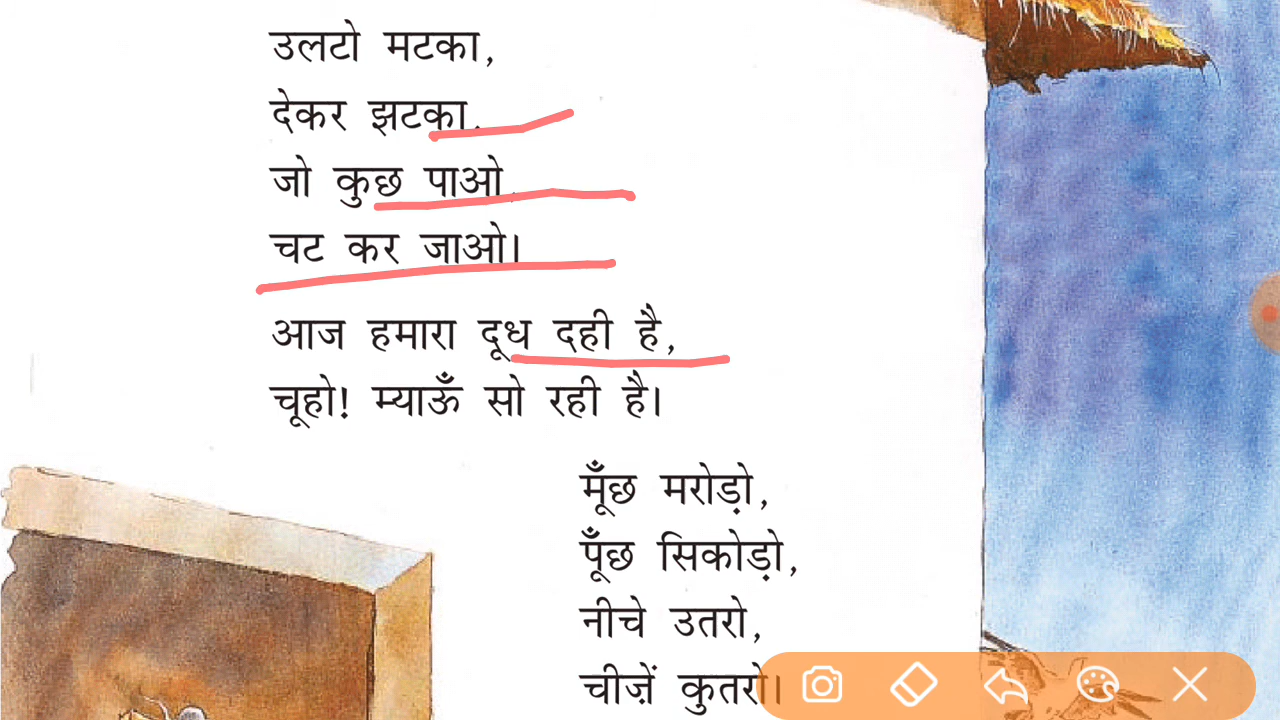 उलटो मटका,
देकर झटका,
जो कुछ पाओ,
चट कर जाओ।
आज हमारा दूध दही है,
चूहो! म्याऊँ सो रही है।
मूँछ मरोड़ो,
पूँछ सिकोड़ो,
नीचे उतरो,
चीज़ें कुतरो।